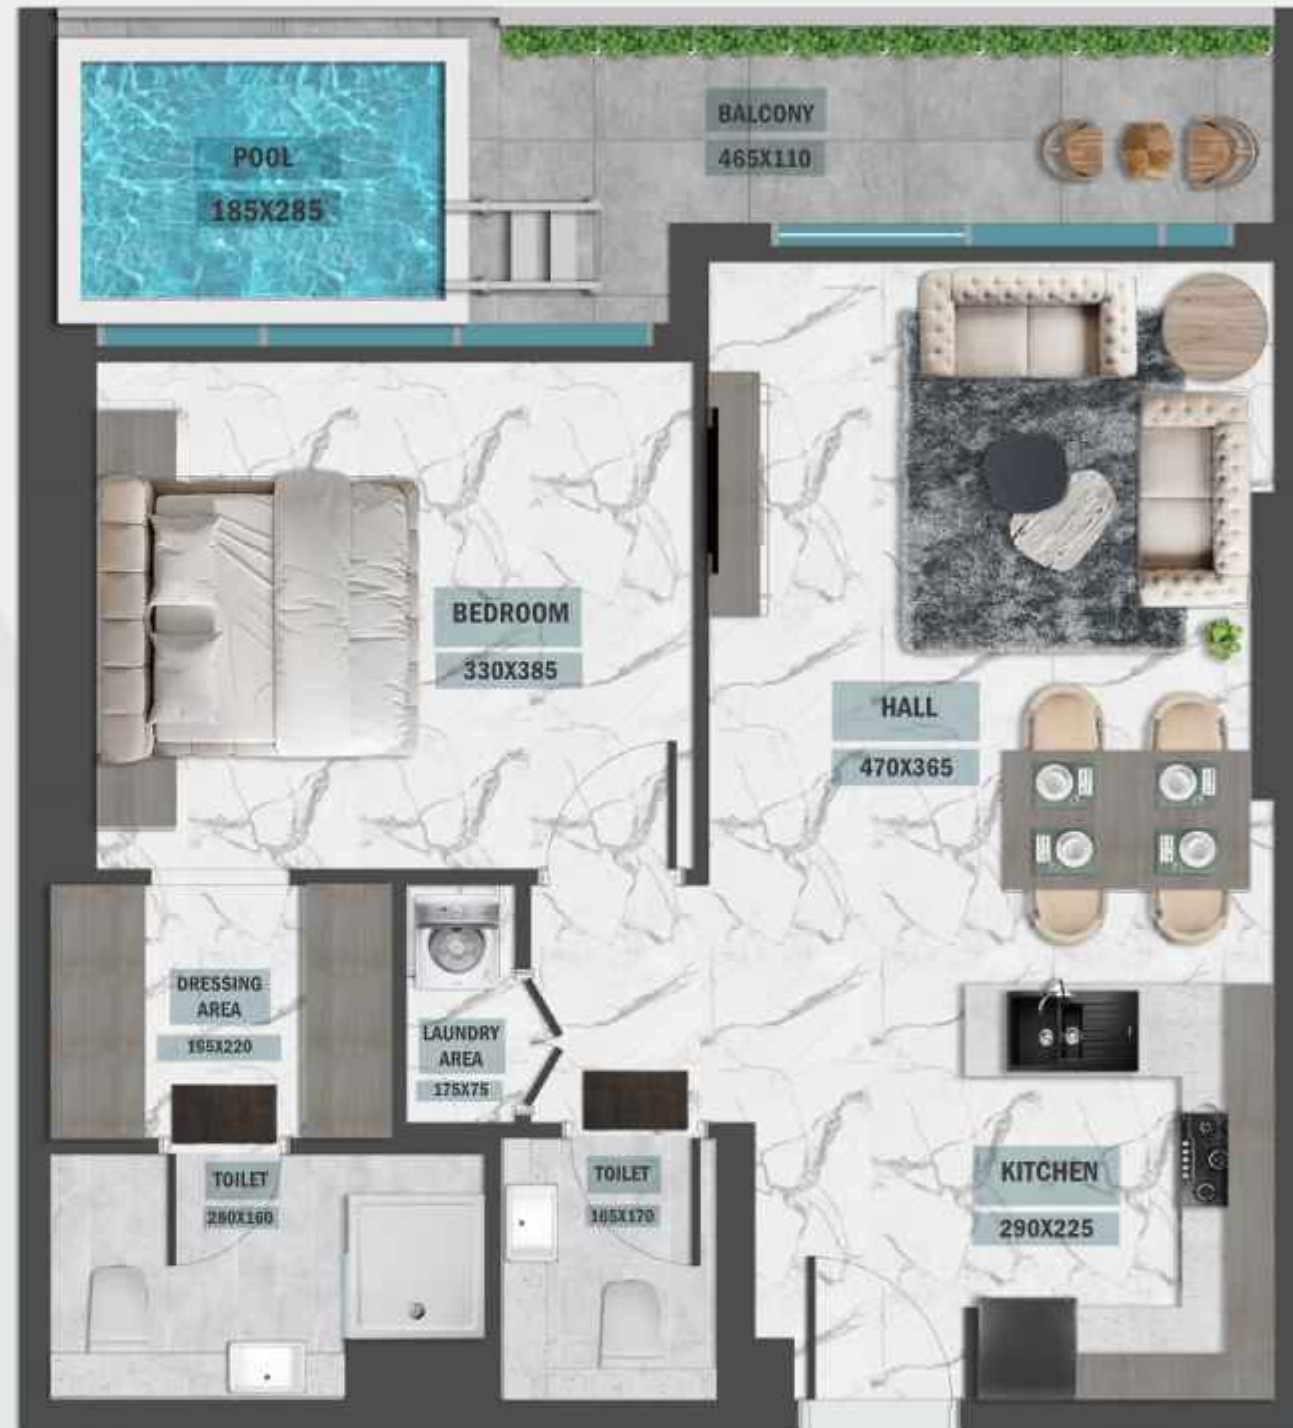 BALCONY
465X110
POOL
185X285
BEDROOM
330X385
HALL
470X365
DRESSING
AREA
195X220
LAUNDRY
AREA
175X75
TOILET
280X160
TOILET
165X170
KITCHEN
290X225